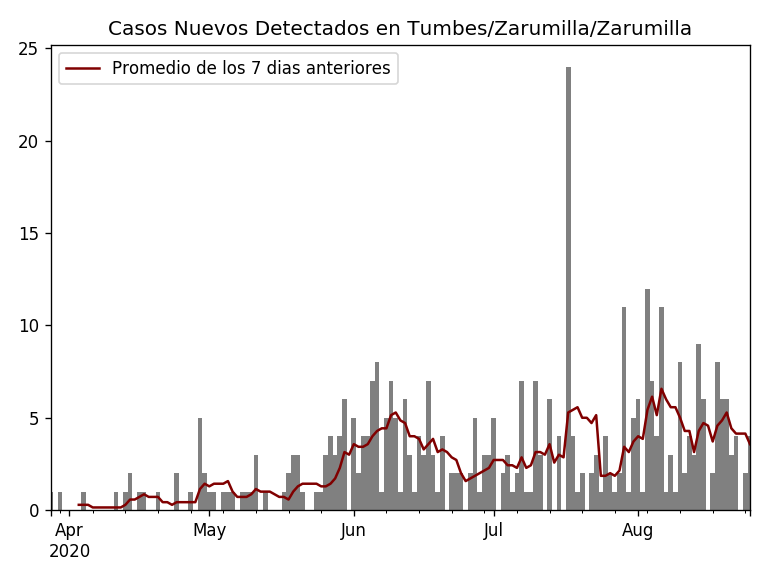 Casos Nuevos Detectados en Tumbes/Zarumilla/Zarumilla
Promedio de los 7 dias anteriores
25
20
15
10
5
0
Apr May Jun Jul Aug
2020